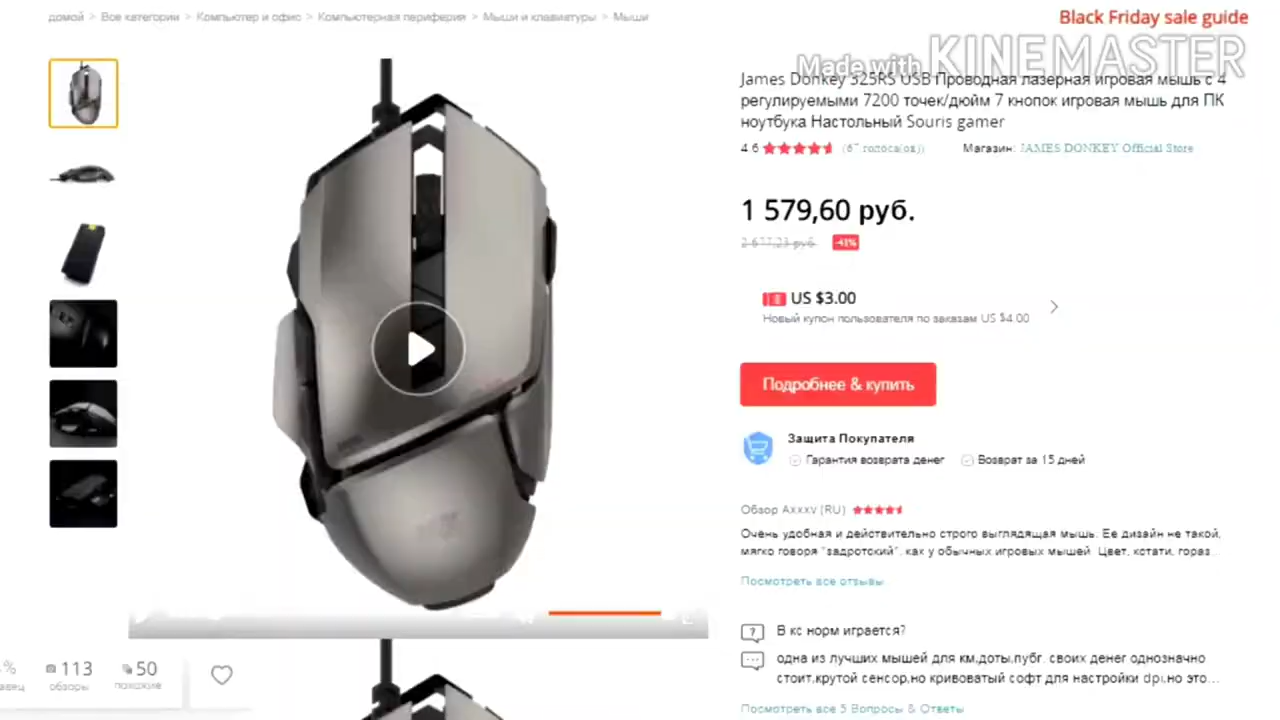 домой > Все категории > Компьютер и офис > Компьютерная периферия > Мыши и клавиатуры > Мыши
Black Friday sale guide
Made with KINEMASTER
James Donkey 325RS USB Проводная лазерная игровая мышь с 4
регулируемыми 7200 точек/дюйм 7 кнопок игровая мышь для ПК
ноутбука Настольный Souris gamer
4.6 Магазин: JAMES DONKEY Official Store
1 579,60 руб.
-41%
US $3.00
Новый купон пользователя по заказам US $4.00
Подробнее & купить
Защита Покупателя
Гарантия возврата денег Возврат за 15 дней
Обзор Axxxv (RU)
Очень удобная и действительно строго выглядящая мышь. Ее дизайн не такой,
мягко говоря "задротский", как у обычных игровых мышей. Цвет, кстати, гораз...
Посмотреть все отзывы
В кс норм играется?
одна из лучших мышей для км,доты,пубг. своих денег однозначно
стоит,крутой сенсор,но кривоватый софт для настройки dpi,но это...
Посмотреть все 5 Вопросы & Ответы
% 113 50
обзоры похожие